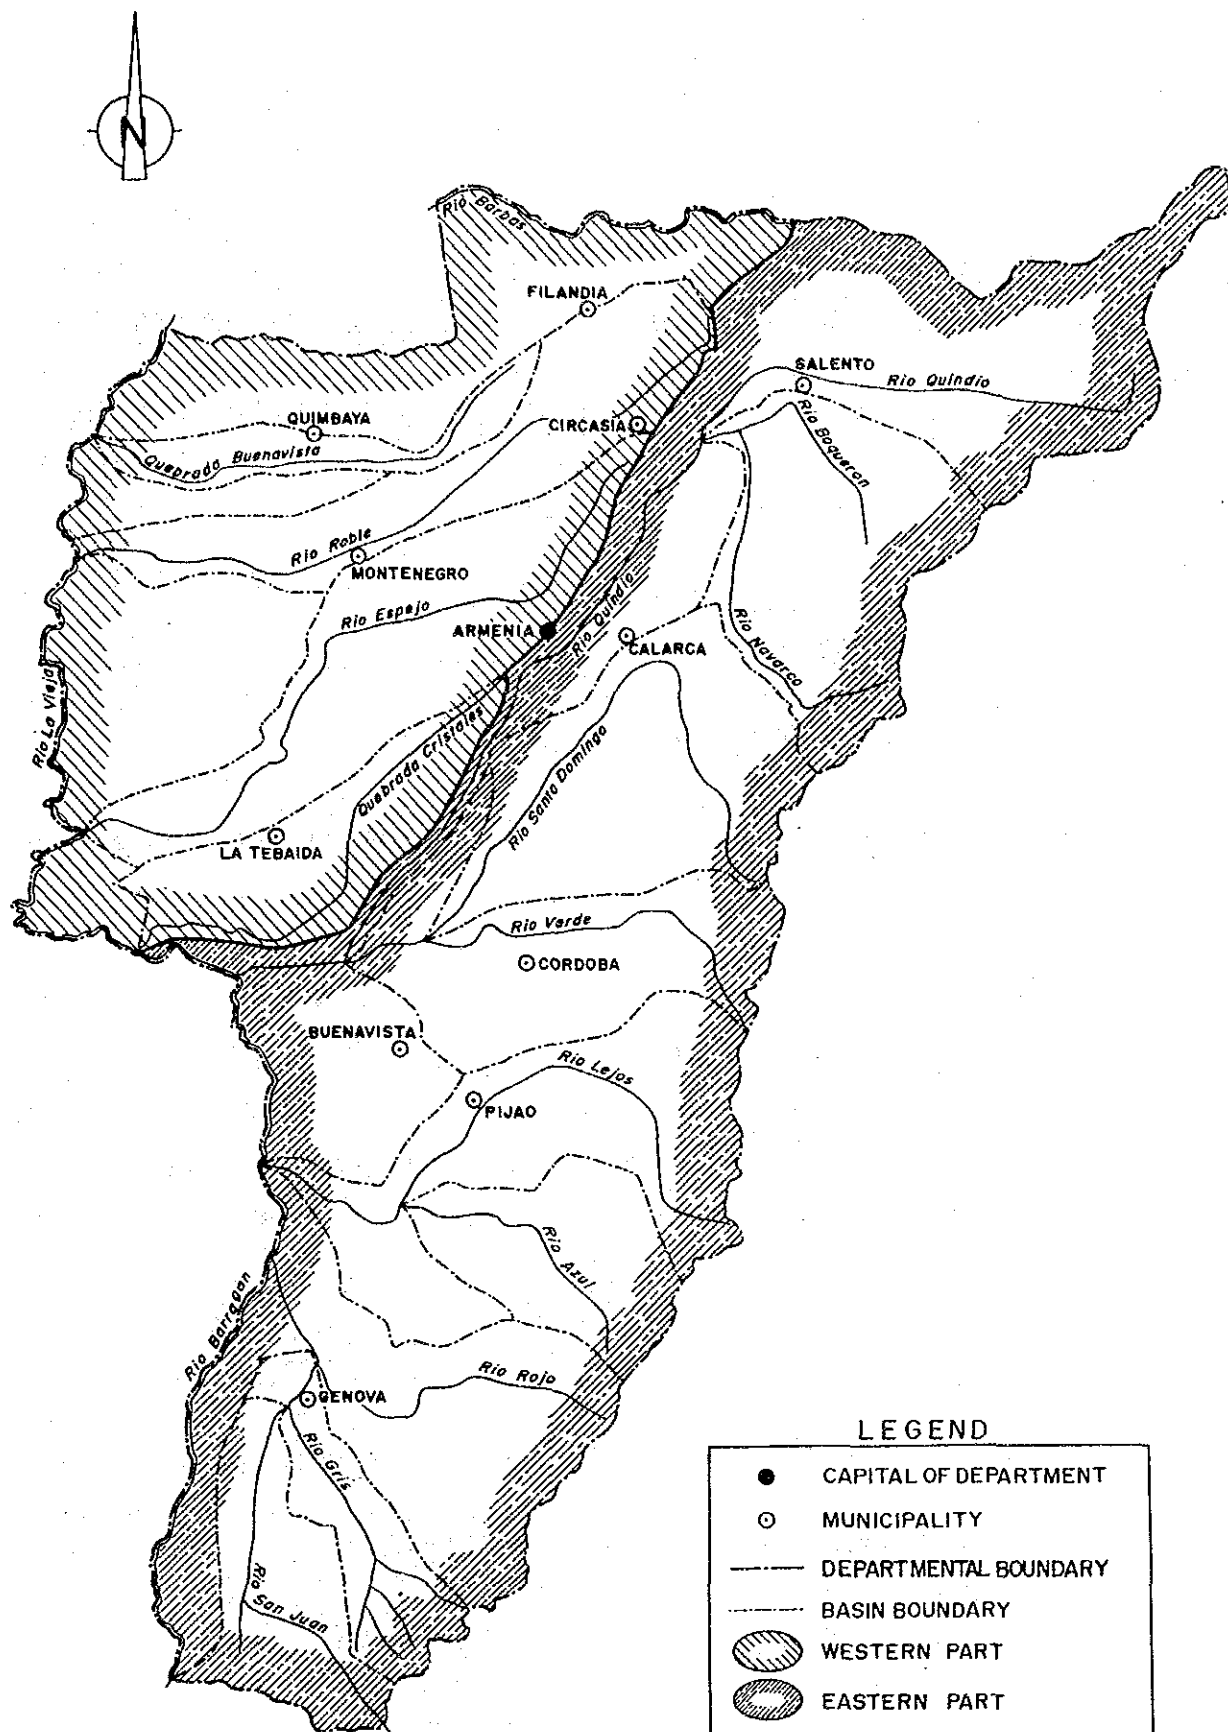 N
Rio Barbas
FILANDIA
SALENTO
Rio Quindio
QUIMBAYA
CIRCASIA
Rio Boqueron
Quebrada Buenavista
Rio Roble
MONTENEGRO
Rio Espejo
ARMENIA
Rio Quindio
CALARCA
Rio Navarco
Rio La Vieja
Quebrada Cristales
Rio Santo Domingo
LA TEBAIDA
Rio Verde
CORDOBA
BUENAVISTA
Rio Lejos
PIJAO
Rio Azul
Rio Barragan
Rio Rojo
GENOVA
Rio Gris
Rio San Juan
LEGEND
CAPITAL OF DEPARTMENT
MUNICIPALITY
DEPARTMENTAL BOUNDARY
BASIN BOUNDARY
WESTERN PART
EASTERN PART